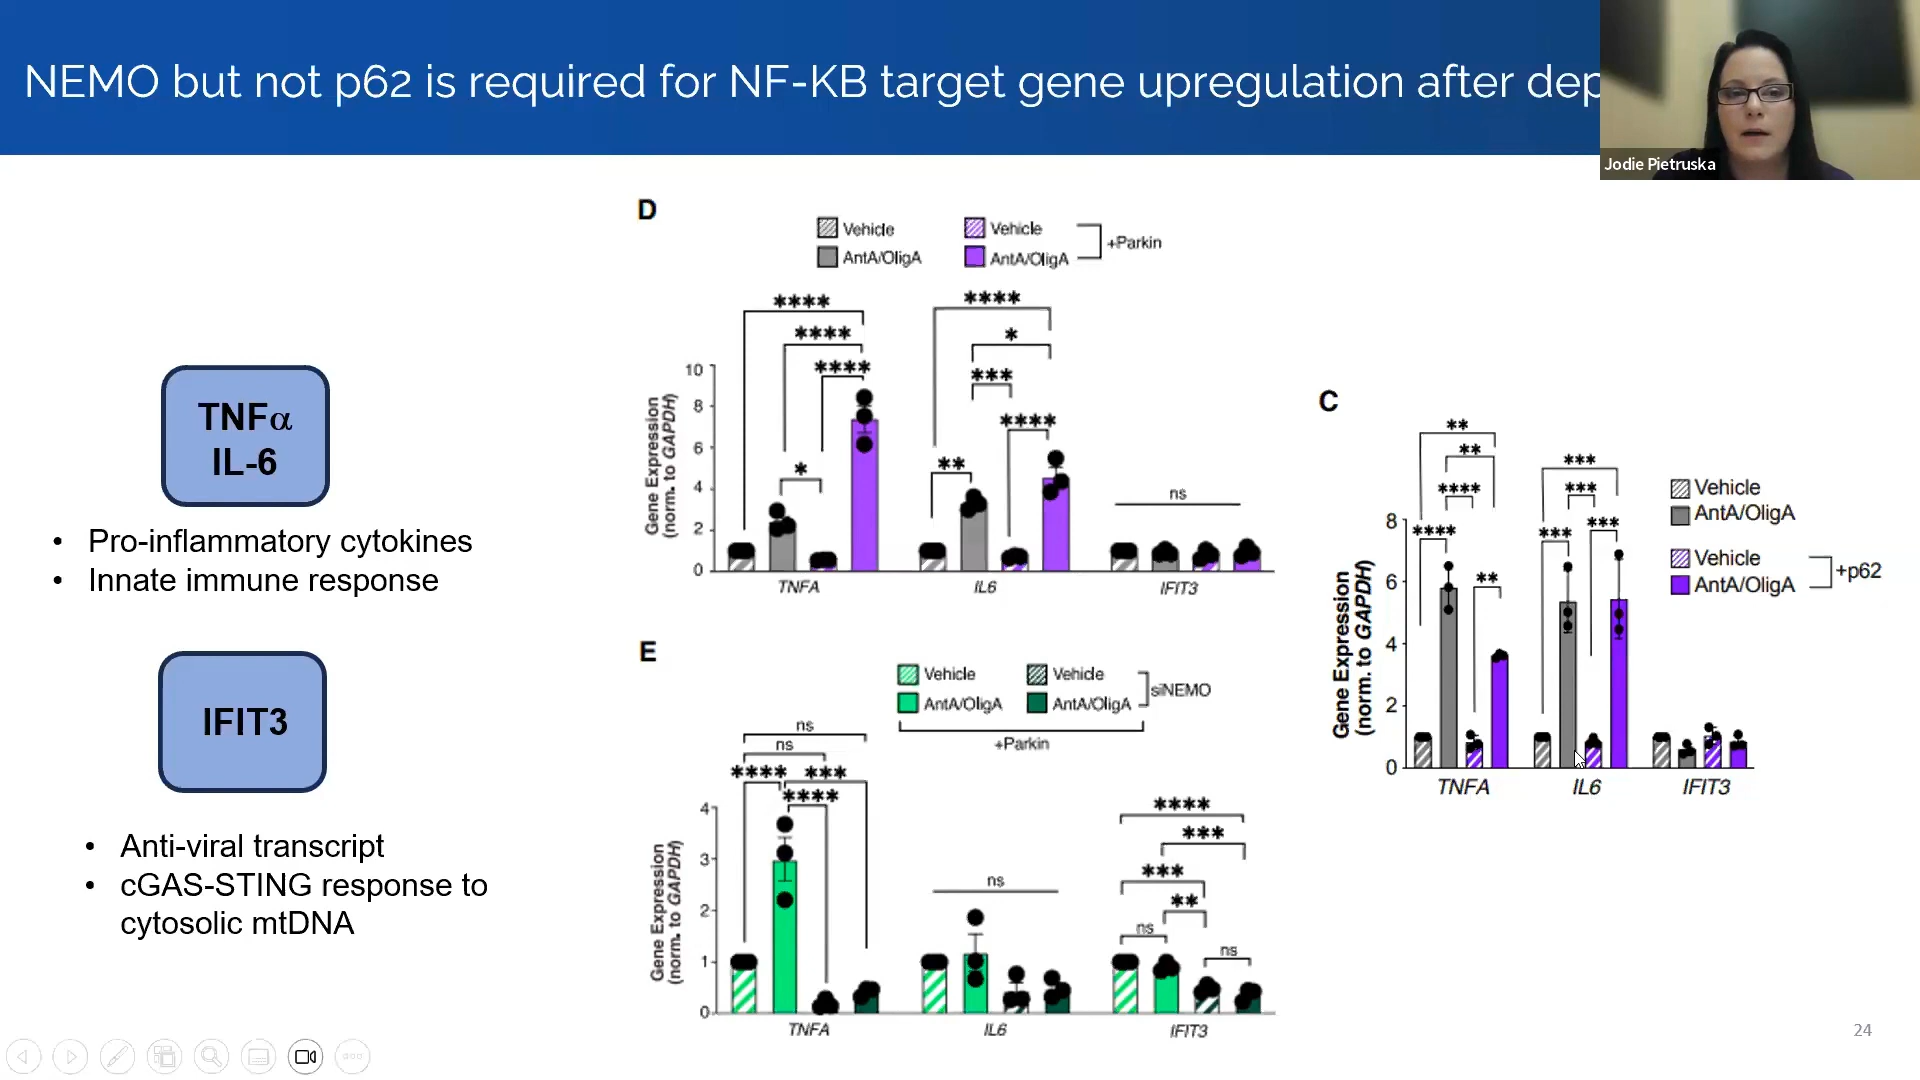 NEMO but not p62 is required for NF-KB target gene upregulation after dep
Jodie Pietruska
TNFα
IL-6
• Pro-inflammatory cytokines
• Innate immune response
IFIT3
• Anti-viral transcript
• cGAS-STING response to
cytosolic mtDNA
D
Vehicle
AntA/OligA
Vehicle
AntA/OligA
+Parkin
****
****
****
*
****
*
***
****
**
ns
Gene Expression
(norm. to GAPDH)
10
8
6
4
2
0
TNFA
IL6
IFIT3
E
Vehicle
AntA/OligA
Vehicle
AntA/OligA
siNEMO
+Parkin
ns
ns
**** ***
****
ns
****
***
***
**
ns
ns
Gene Expression
(norm. to GAPDH)
4
3
2
1
0
TNFA
IL6
IFIT3
C
**
**
****
****
**
***
***
***
***
Vehicle
AntA/OligA
Vehicle
AntA/OligA
+p62
Gene Expression
(norm. to GAPDH)
8
6
4
2
0
TNFA
IL6
IFIT3
24